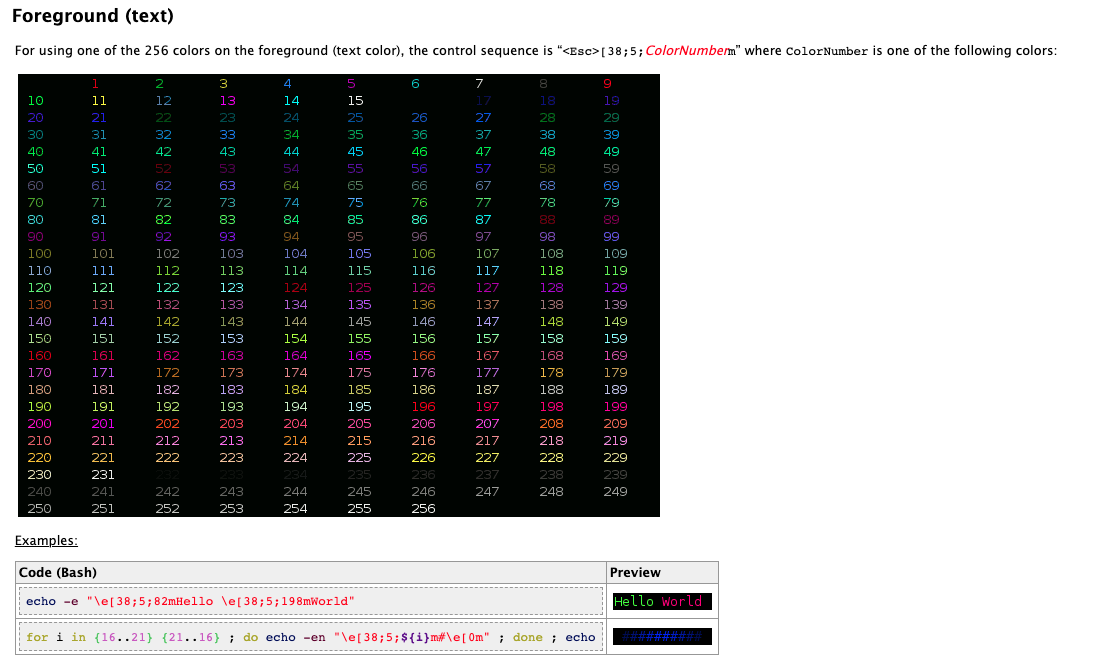 Foreground (text)
For using one of the 256 colors on the foreground (text color), the control sequence is “<Esc>[38;5;ColorNumberm” where ColorNumber is one of the following colors:
1 2 3 4 5 6 7 8 9
10 11 12 13 14 15 17 18 19
20 21 22 23 24 25 26 27 28 29
30 31 32 33 34 35 36 37 38 39
40 41 42 43 44 45 46 47 48 49
50 51 52 53 54 55 56 57 58 59
60 61 62 63 64 65 66 67 68 69
70 71 72 73 74 75 76 77 78 79
80 81 82 83 84 85 86 87 88 89
90 91 92 93 94 95 96 97 98 99
100 101 102 103 104 105 106 107 108 109
110 111 112 113 114 115 116 117 118 119
120 121 122 123 124 125 126 127 128 129
130 131 132 133 134 135 136 137 138 139
140 141 142 143 144 145 146 147 148 149
150 151 152 153 154 155 156 157 158 159
160 161 162 163 164 165 166 167 168 169
170 171 172 173 174 175 176 177 178 179
180 181 182 183 184 185 186 187 188 189
190 191 192 193 194 195 196 197 198 199
200 201 202 203 204 205 206 207 208 209
210 211 212 213 214 215 216 217 218 219
220 221 222 223 224 225 226 227 228 229
230 231 232 233 234 235 236 237 238 239
240 241 242 243 244 245 246 247 248 249
250 251 252 253 254 255 256
Examples:
Code (Bash) Preview
echo -e "\e[38;5;82mHello \e[38;5;198mWorld" Hello World
for i in {16..21} {21..16} ; do echo -en "\e[38;5;${i}m#\e[0m" ; done ; echo ##########